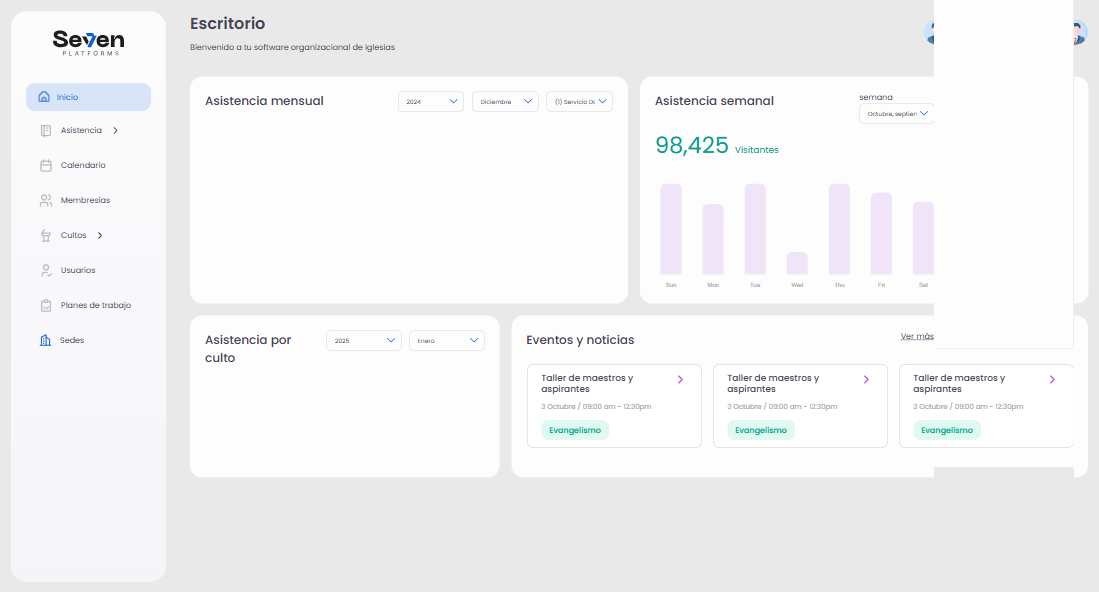 Seven
PLATFORMS
Inicio
Asistencia
Calendario
Membresías
Cultos
Usuarios
Planes de trabajo
Sedes
Escritorio
Bienvenido a tu software organizacional de Iglesias
Asistencia mensual
2024
Diciembre
(1) Servicio Do
Asistencia semanal
semana
Octubre, septien
98,425 Visitantes
Sun Mon Tue Wed Thu Fri Sat
Asistencia por
culto
2025
Enero
Eventos y noticias
Ver más
Taller de maestros y
aspirantes
3 Octubre / 09:00 am - 12:30pm
Evangelismo
Taller de maestros y
aspirantes
3 Octubre / 09:00 am - 12:30pm
Evangelismo
Taller de maestros y
aspirantes
3 Octubre / 09:00 am - 12:30pm
Evangelismo